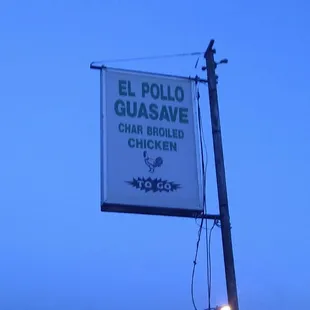 EL POLLO
GUASAVE
CHAR BROILED
CHICKEN
TO GO